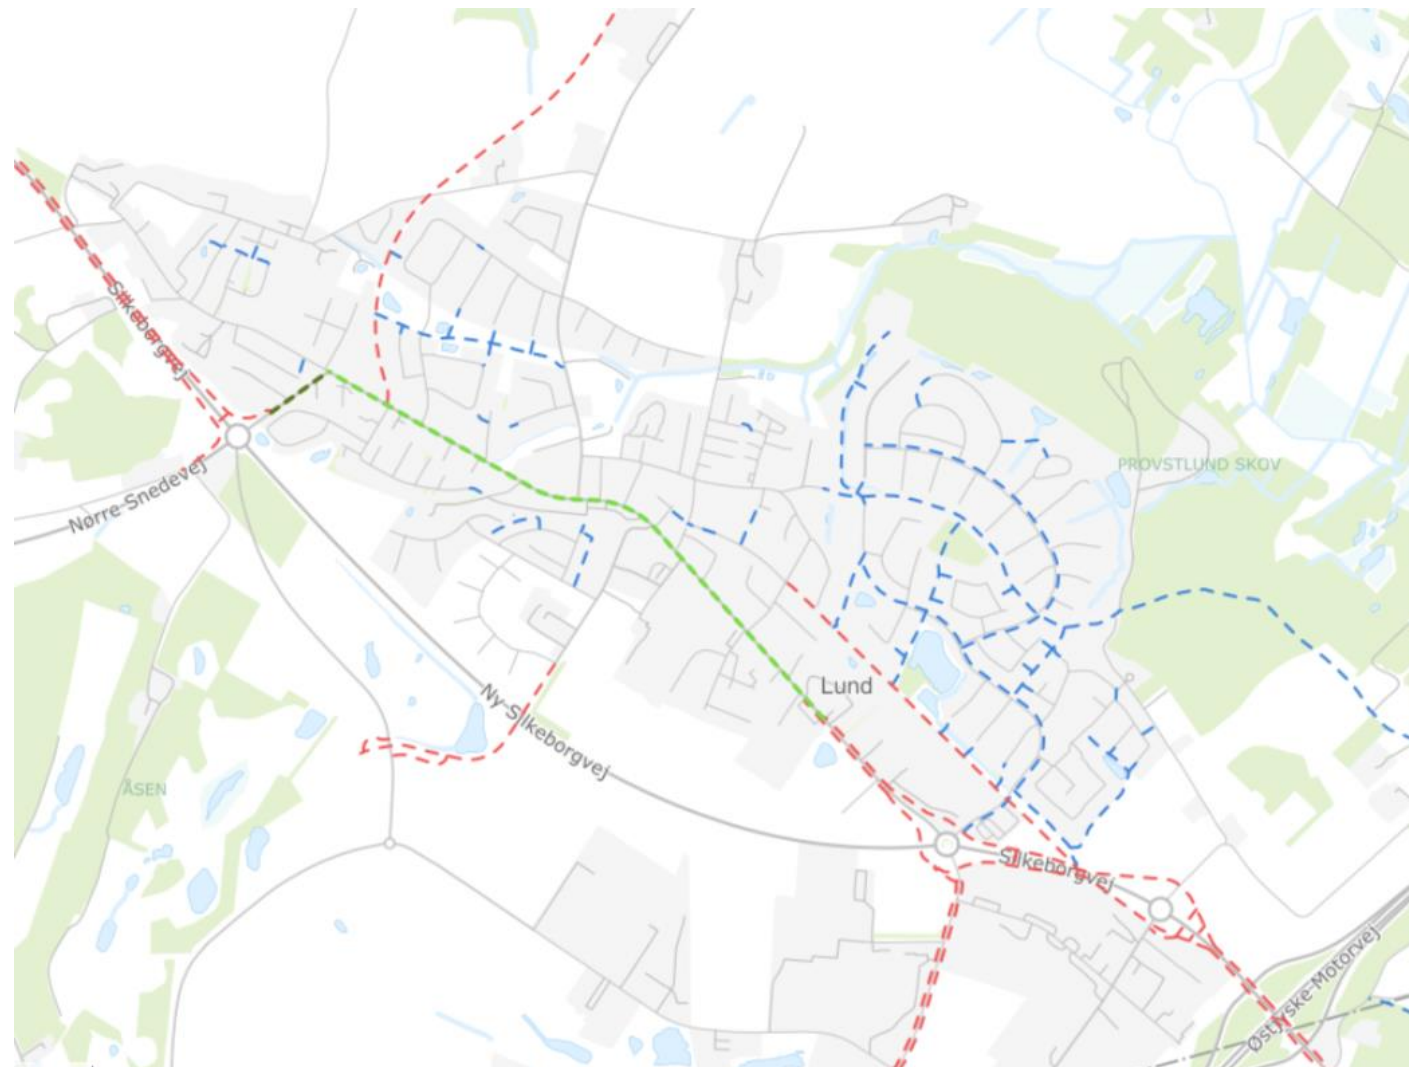 Silkeborgvej
PROVSTLUND SKOV
Nørre-Snedevej
Lund
Ny-Silkeborgvej
ÅSEN
Silkeborgvej
Østjyske-Motorvej